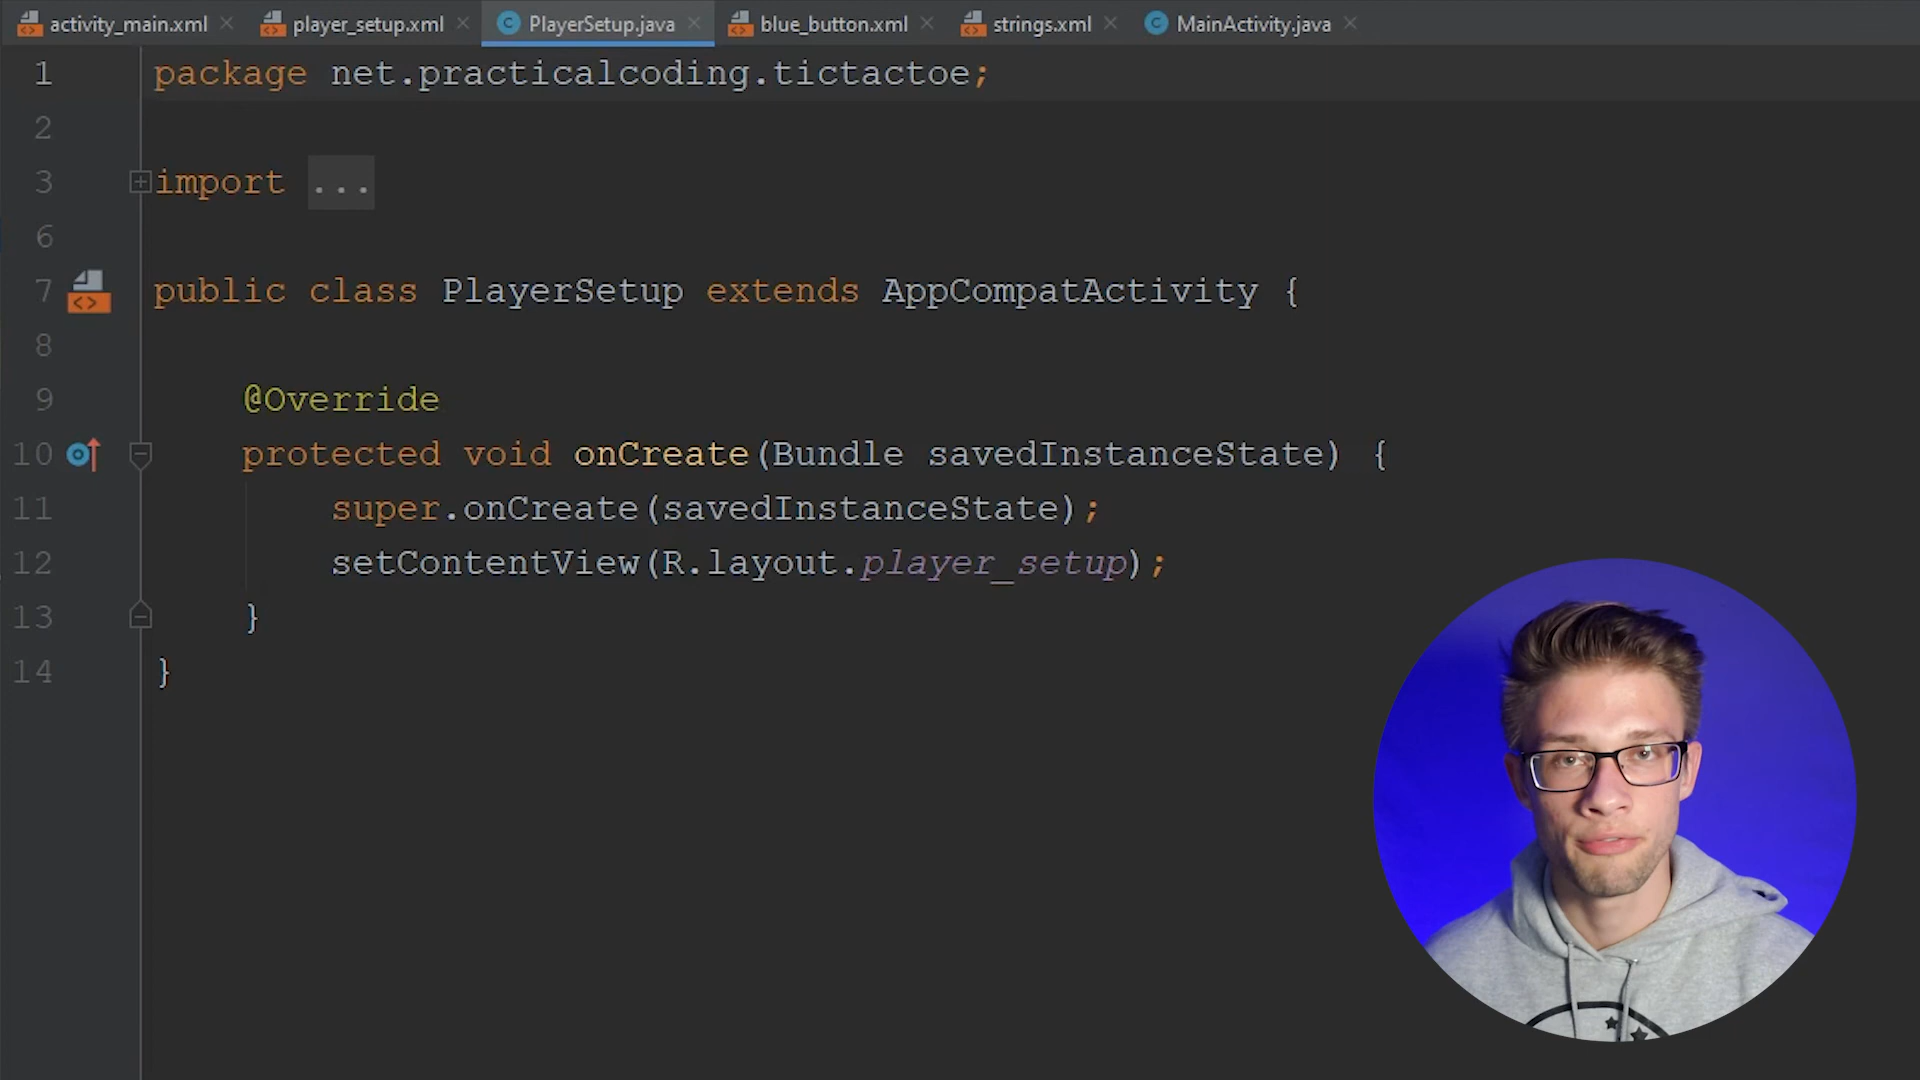 activity_main.xml player_setup.xml PlayerSetup.java blue_button.xml strings.xml MainActivity.java
1 package net.practicalcoding.tictactoe;
2
3 import ...
6
7 public class PlayerSetup extends AppCompatActivity {
8
9 @Override
10 protected void onCreate(Bundle savedInstanceState) {
11 super.onCreate(savedInstanceState);
12 setContentView(R.layout.player_setup);
13 }
14 }